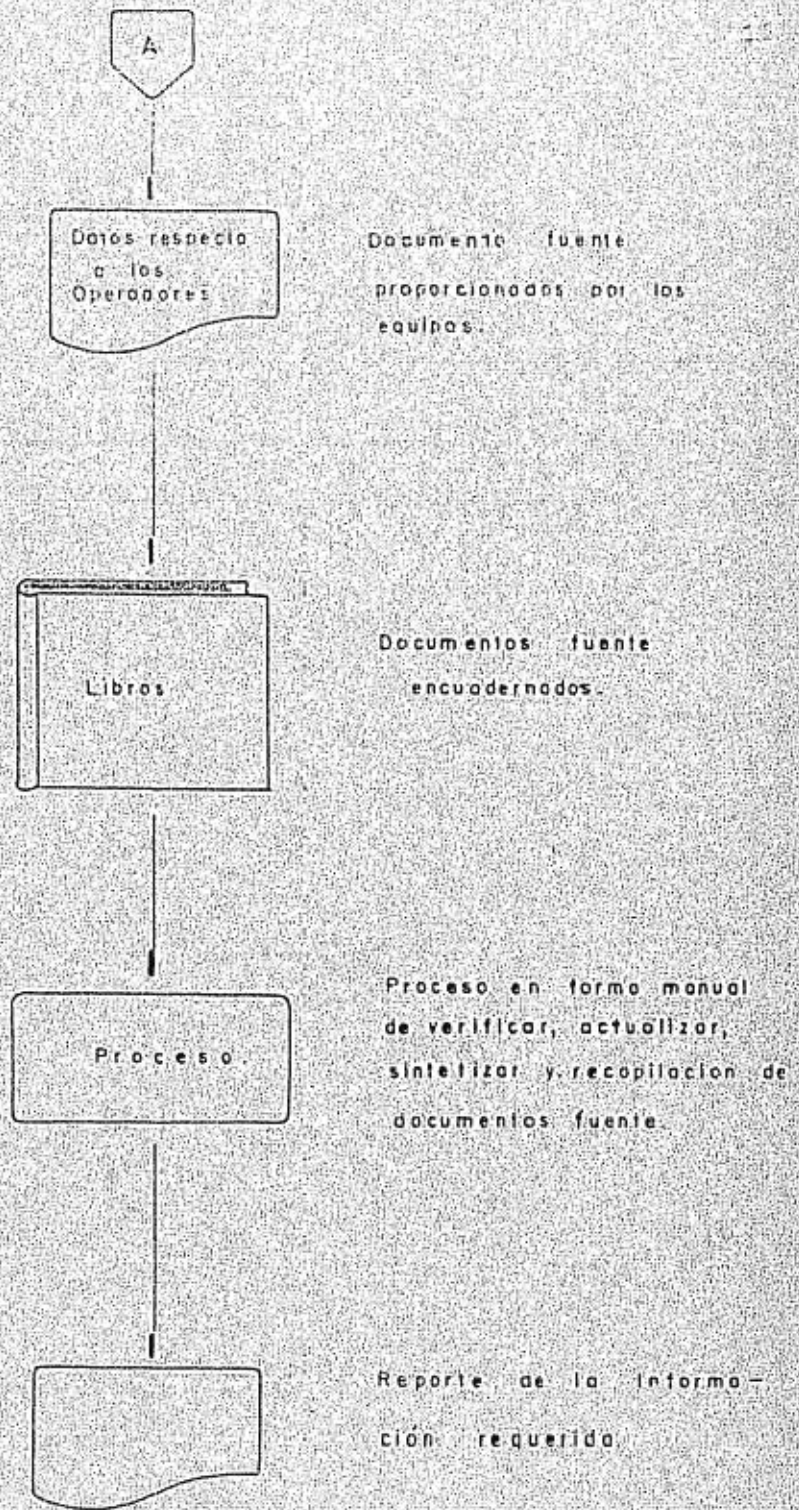 A
Datos respecto
a los
Operadores
Documento fuente
proporcionados por los
equipos.
Libros
Documentos fuente
encuadernados.
Proceso.
Proceso en forma manual
de verificar, actualizar,
sintetizar y. recopilacion de
documentos fuente.
Reporte de la informa-
ción requerida